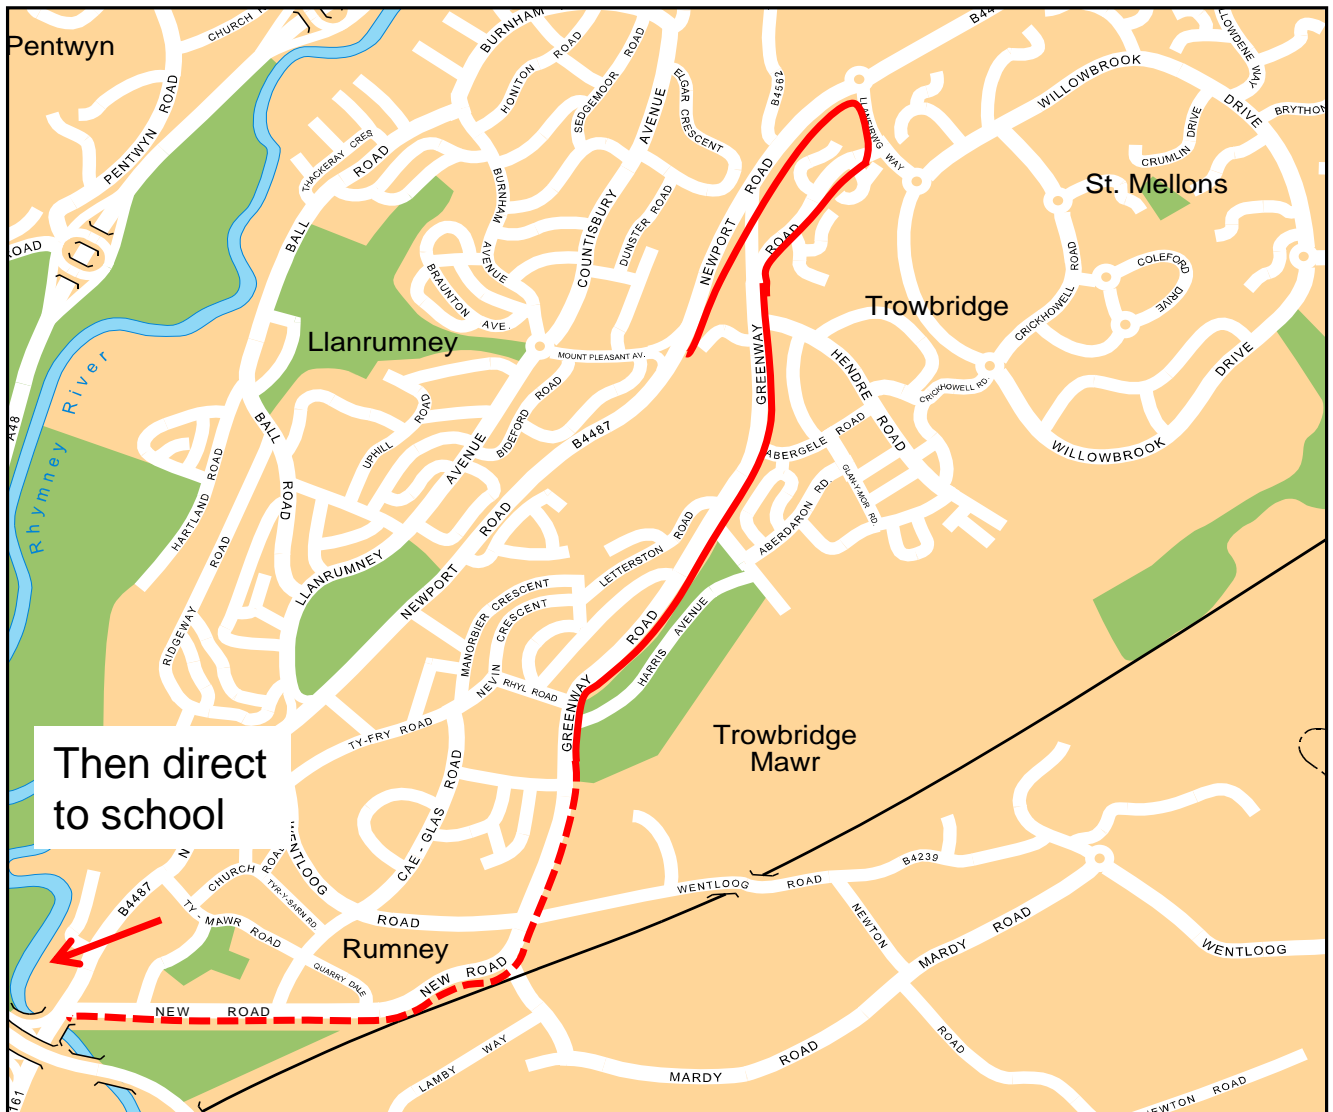 Pentwyn
CHURCH R
BURNHAM
ROAD
HONITON
ROAD
SEDGEMOOR
AVENUE
ELGAR
CRESCENT
B4562
B44
LLOWDENE WAY
WILLOWBROOK
DRIVE
BRYTHON
PENTWYN
ROAD
THACKERAY CRES
ROAD
BALL
BURNHAM
AVENUE
COUNTISBURY
DUNSTER ROAD
ROAD
NEWPORT
LLANEIRWG WAY
ROAD
CRUMLIN
DRIVE
St. Mellons
ROAD
BRAUNTON
AVE.
Llanrumney
MOUNT PLEASANT AV.
Trowbridge
COLEFORD
DRIVE
CRICKHOWELL
ROAD
GREENWAY
HENDRE
ROAD
CRICKHOWELL RD.
DRIVE
WILLOWBROOK
A48
Rhymney River
BALL
ROAD
UPHILL
ROAD
BIDEFORD
ROAD
AVENUE
B4487
ABERGELE
ROAD
GLAN-Y-MOR RD.
HARTLAND
ROAD
ROAD
RIDGEWAY
LLANRUMNEY
ROAD
NEWPORT
LETTERSTON
ROAD
ABERDARON
RD.
MANORBIER
CRESCENT
CRESCENT
NEVIN
RHYL ROAD
ROAD
GREENWAY
HARRIS
AVENUE
TY-FRY ROAD
Trowbridge
Mawr
Then direct
to school
N
WENTLOOG
CAE - GLAS
ROAD
CHURCH
ROAD
TYR-Y-SARN RD.
B4487
TY - MAWR
ROAD
ROAD
WENTLOOG
ROAD
B4239
Rumney
QUARRY DALE
NEW
ROAD
NEW
ROAD
NEWTON
ROAD
MARDY
ROAD
WENTLOOG
LAMBY
WAY
MARDY
ROAD
161
NEWTON
ROAD